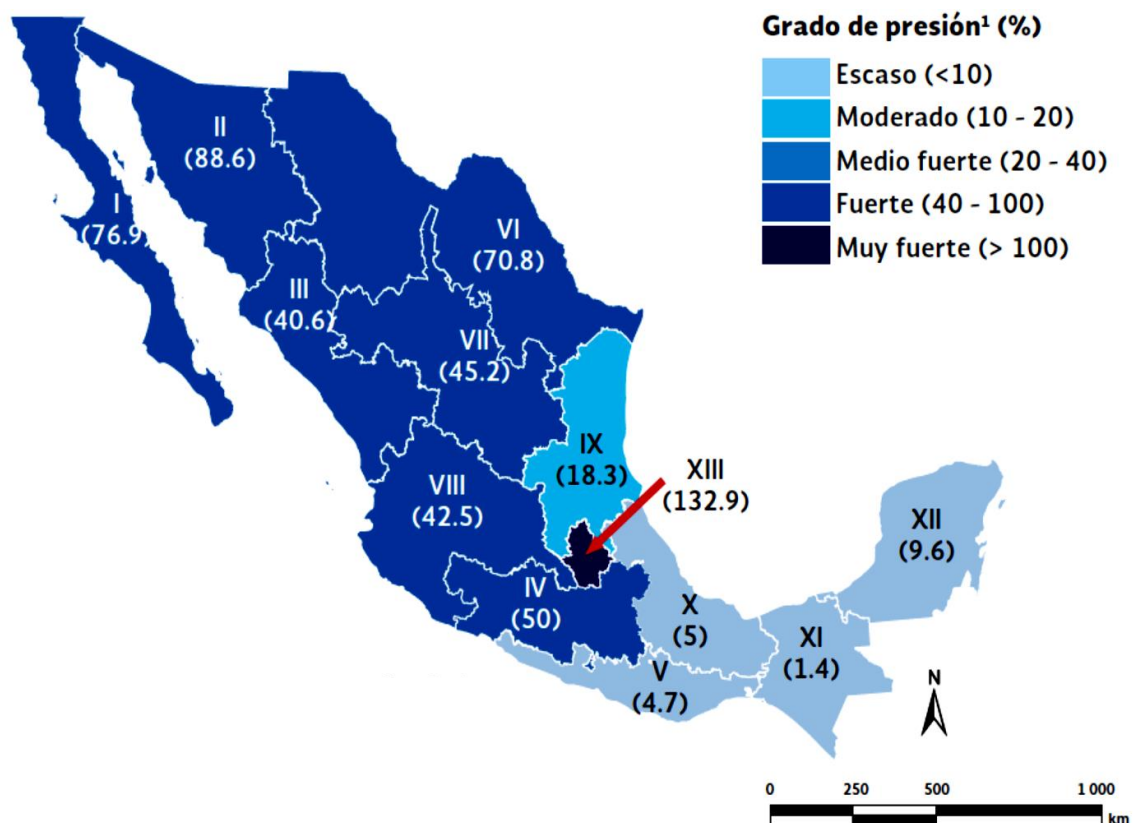 Grado de presión¹ (%)
Escaso (<10)
Moderado (10 - 20)
Medio fuerte (20 - 40)
Fuerte (40 - 100)
Muy fuerte (> 100)
II
(88.6)
I
(76.9)
VI
(70.8)
III
(40.6)
VII
(45.2)
IX
(18.3)
XIII
(132.9)
VIII
(42.5)
XII
(9.6)
IV
(50)
X
(5)
XI
(1.4)
V
(4.7)
N
0 250 500 1 000
km